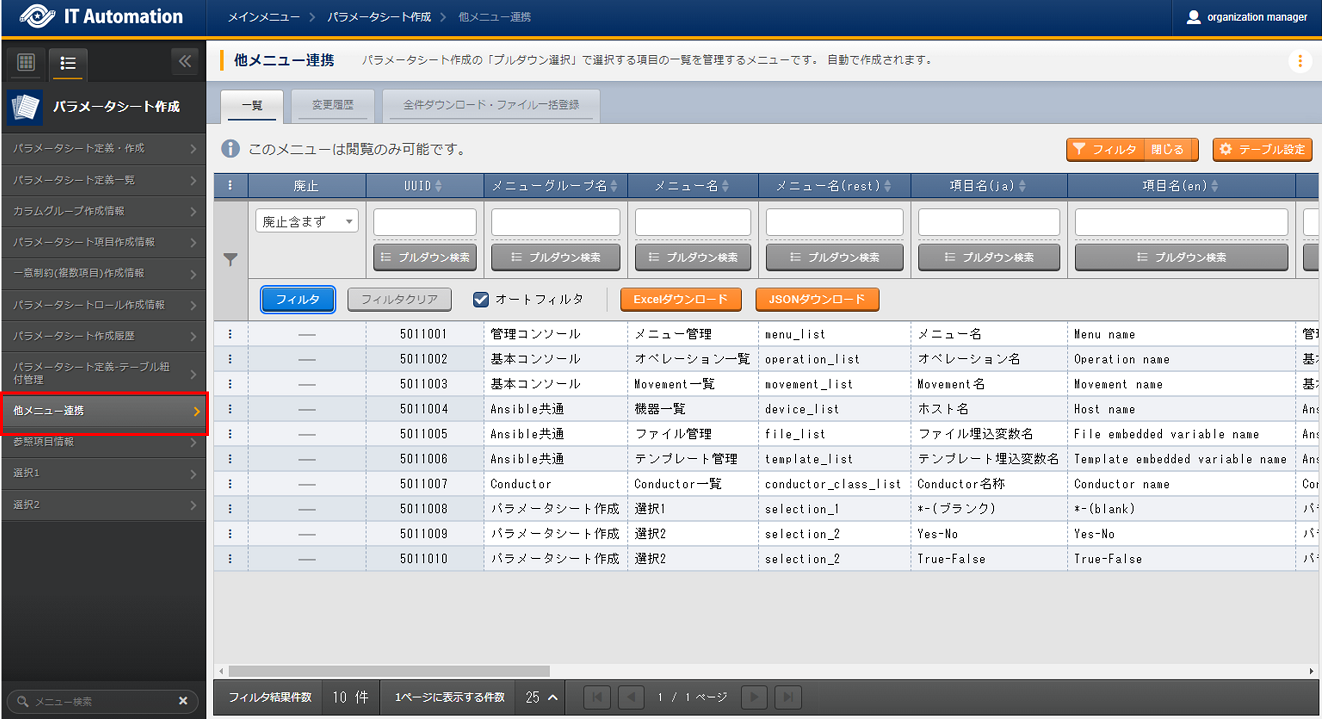 IT Automation
メインメニュー > パラメータシート作成 > 他メニュー連携
organization manager
パラメータシート作成
パラメータシート定義・作成
パラメータシート定義一覧
カラムグループ作成情報
パラメータシート項目作成情報
一意制約(複数項目)作成情報
パラメータシートロール作成情報
パラメータシート作成履歴
パラメータシート定義-テーブル紐
付管理
他メニュー連携
参照項目情報
選択1
選択2
メニュー検索
他メニュー連携 パラメータシート作成の「プルダウン選択」で選択する項目の一覧を管理するメニューです。 自動で作成されます。
一覧 変更履歴 全件ダウンロード・ファイル一括登録
このメニューは閲覧のみ可能です。 フィルタ 閉じる テーブル設定
廃止 UUID メニューグループ名 メニュー名 メニュー名(rest) 項目名(ja) 項目名(en)
廃止含まず
プルダウン検索 プルダウン検索 プルダウン検索 プルダウン検索 プルダウン検索 プルダウン検索
フィルタ フィルタクリア オートフィルタ Excelダウンロード JSONダウンロード
— 5011001 管理コンソール メニュー管理 menu_list メニュー名 Menu name 管
— 5011002 基本コンソール オペレーション一覧 operation_list オペレーション名 Operation name 基
— 5011003 基本コンソール Movement一覧 movement_list Movement名 Movement name 基
— 5011004 Ansible共通 機器一覧 device_list ホスト名 Host name Ans
— 5011005 Ansible共通 ファイル管理 file_list ファイル埋込変数名 File embedded variable name Ans
— 5011006 Ansible共通 テンプレート管理 template_list テンプレート埋込変数名 Template embedded variable name Ans
— 5011007 Conductor Conductor一覧 conductor_class_list Conductor名称 Conductor name Con
— 5011008 パラメータシート作成 選択1 selection_1 *-(ブランク) *-(blank) パラ
— 5011009 パラメータシート作成 選択2 selection_2 Yes-No Yes-No パラ
— 5011010 パラメータシート作成 選択2 selection_2 True-False True-False パラ
フィルタ結果件数 10 件 1ページに表示する件数 25 1 / 1 ページ